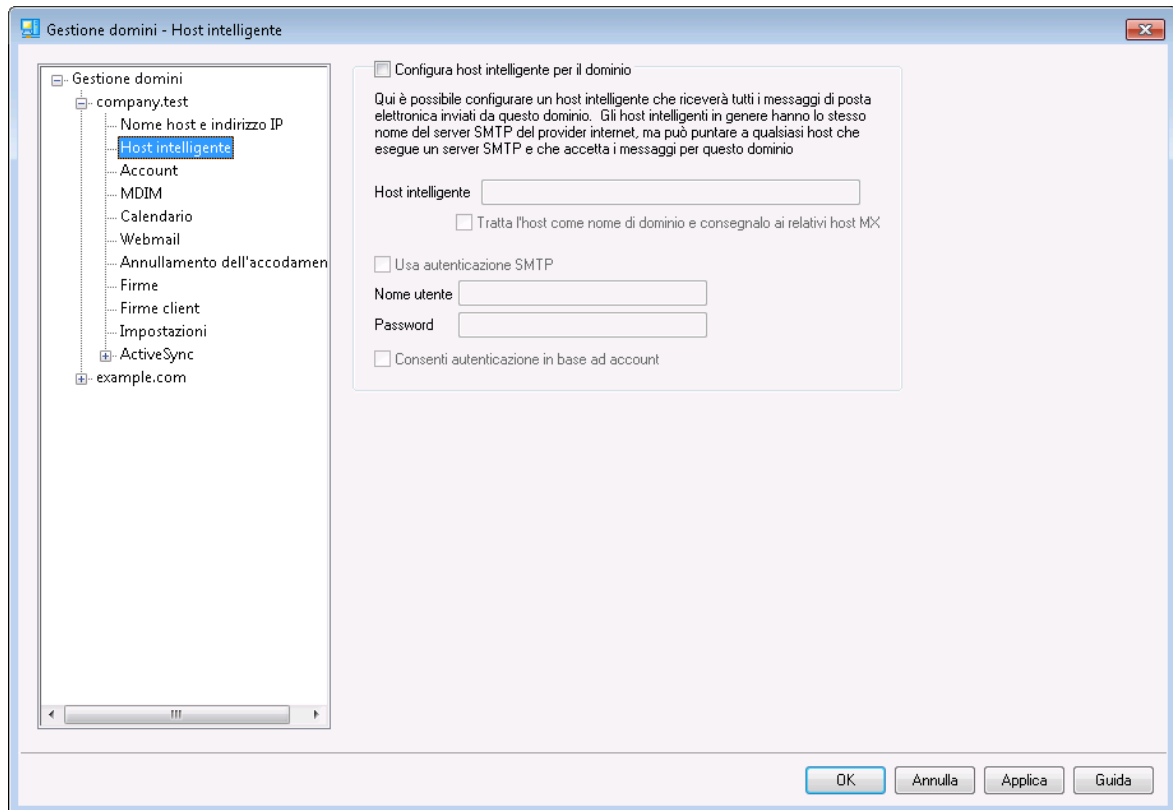 Gestione domini - Host intelligente
Gestione domini
company.test
Nome host e indirizzo IP
Host intelligente
Account
MDIM
Calendario
Webmail
Annullamento dell'accodamen
Firme
Firme client
Impostazioni
ActiveSync
example.com
Configura host intelligente per il dominio
Qui è possibile configurare un host intelligente che riceverà tutti i messaggi di posta
elettronica inviati da questo dominio. Gli host intelligenti in genere hanno lo stesso
nome del server SMTP del provider internet, ma può puntare a qualsiasi host che
esegue un server SMTP e che accetta i messaggi per questo dominio
Host intelligente
Tratta l'host come nome di dominio e consegnalo ai relativi host MX
Usa autenticazione SMTP
Nome utente
Password
Consenti autenticazione in base ad account
OK
Annulla
Applica
Guida